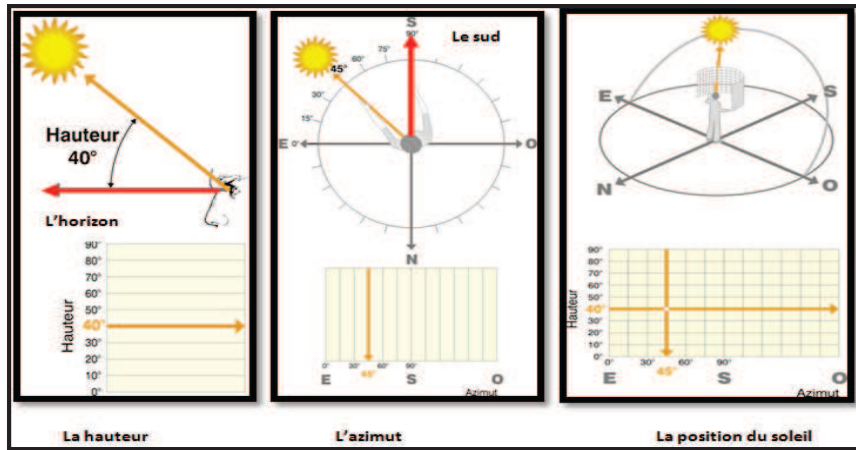 Hauteur
40°
L'horizon
90°
80°
70°
60°
50°
40°
30°
20°
10°
0°
Hauteur
La hauteur
S
90°
Le sud
75°
60°
45°
30°
15°
E 0°
O
N
0° 30° 45° 60° 90°
E S O
Azimut
L'azimut
S
E
N
O
90°
80°
70°
60°
50°
40°
30°
20°
10°
0°
Hauteur
0° 30° 45° 60° 90°
E S O
Azimut
La position du soleil